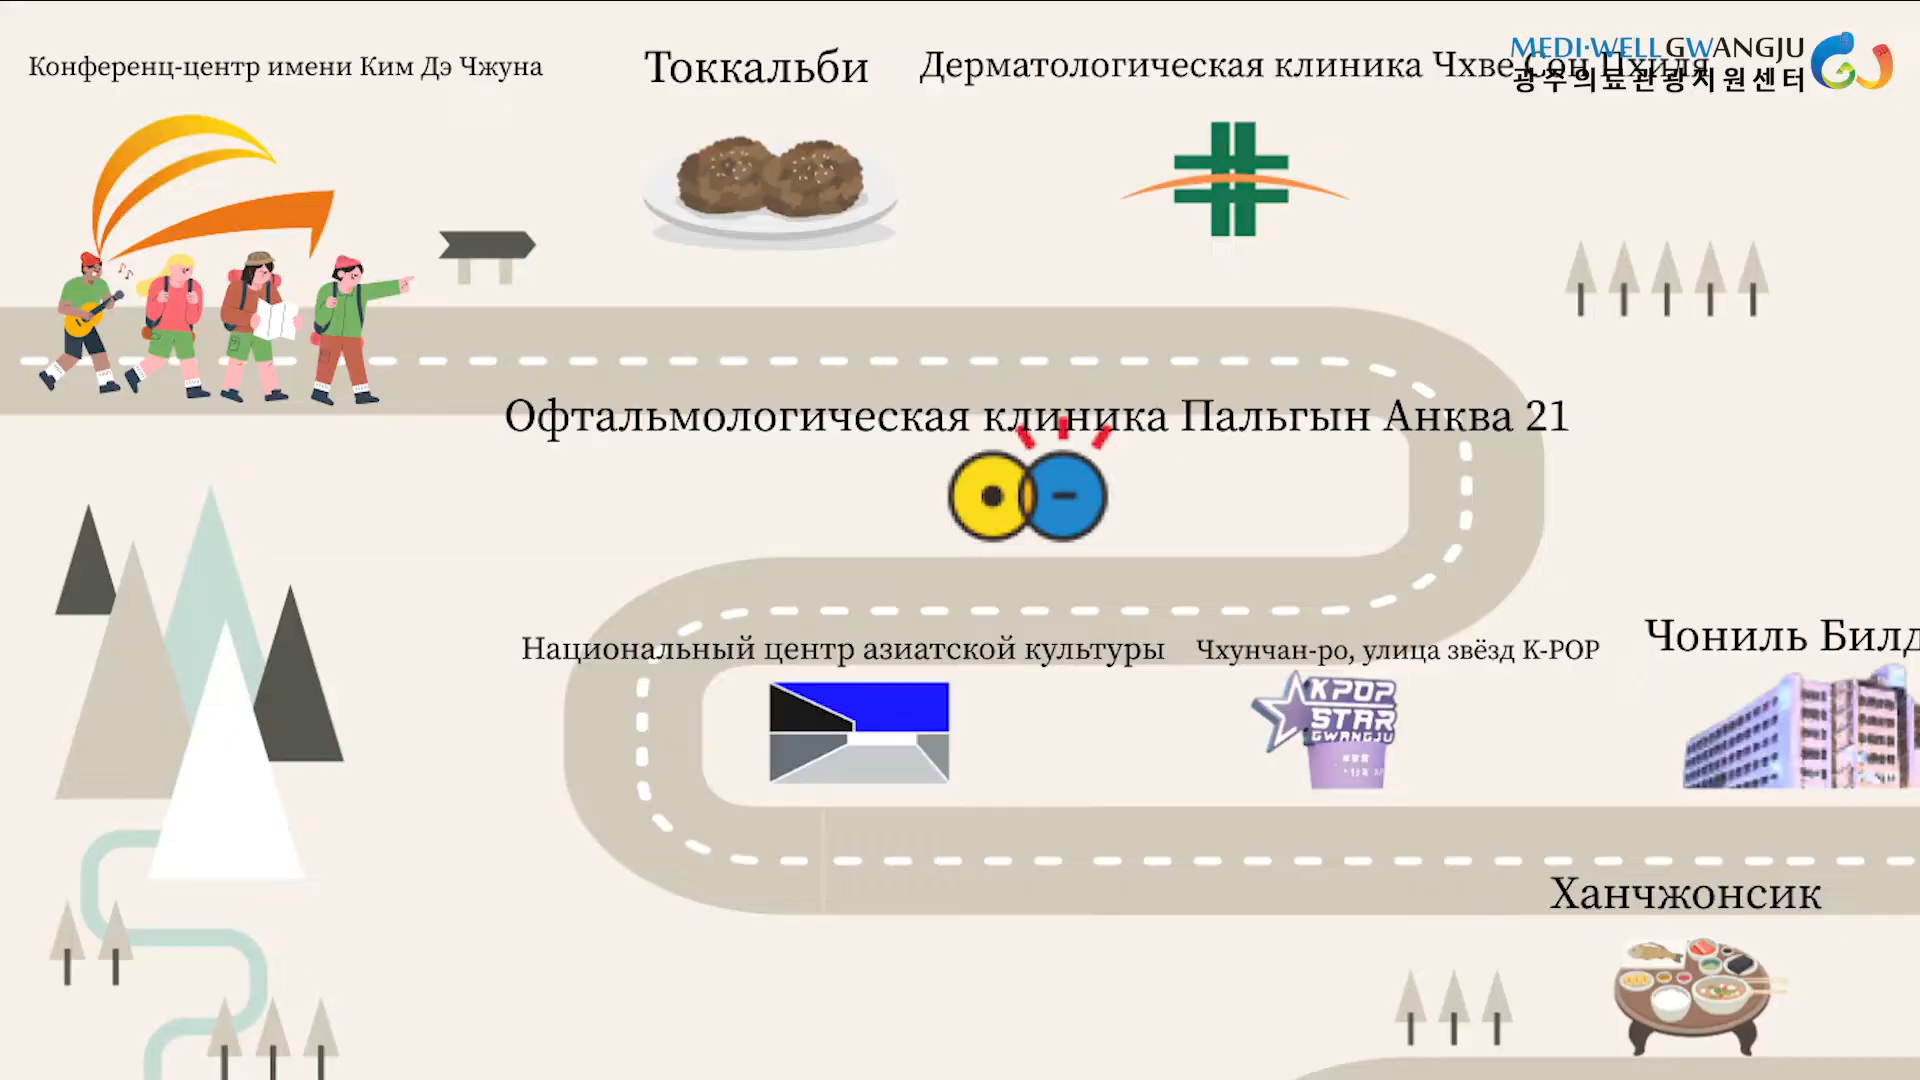 Конференц-центр имени Ким Дэ Чжуна
Токкальби
Дерматологическая клиника Чхве Сон Пхиля
MEDI·WELL GWANGJU
광주의료관광지원센터
Офтальмологическая клиника Пальгын Анква 21
Национальный центр азиатской культуры
Чхунчан-ро, улица звёзд K-POP
KPOP
STAR
GWANGJU
Чониль Билд
Ханчжонсик